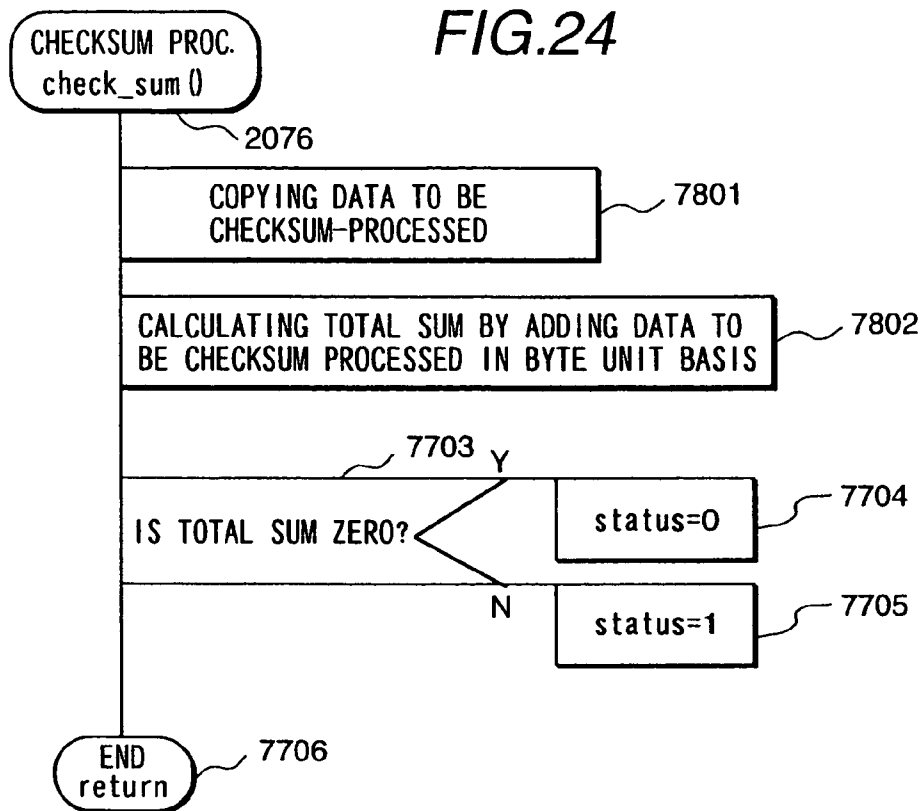 FIG.24
CHECKSUM PROC.
check_sum()
2076
COPYING DATA TO BE
CHECKSUM-PROCESSED
7801
CALCULATING TOTAL SUM BY ADDING DATA TO
BE CHECKSUM PROCESSED IN BYTE UNIT BASIS
7802
7703
Y
IS TOTAL SUM ZERO?
N
status=0
7704
status=1
7705
END
return
7706